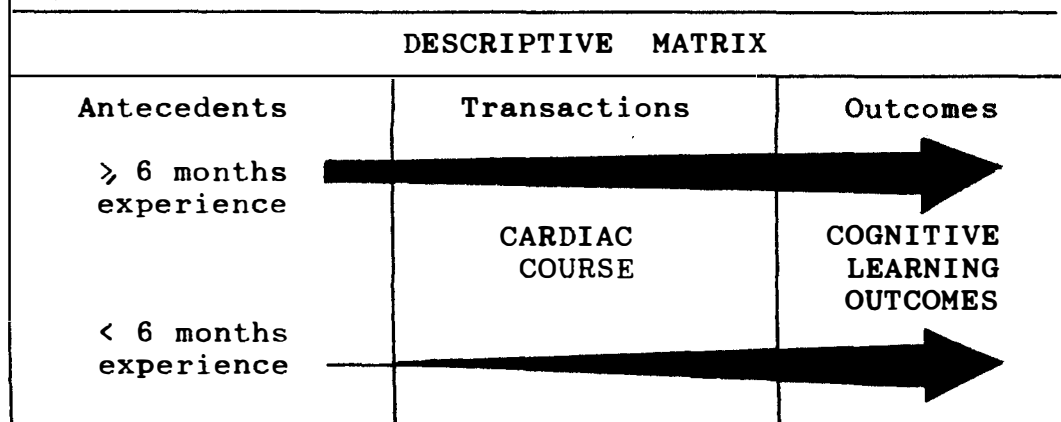 DESCRIPTIVE MATRIX
Antecedents Transactions Outcomes
⩾ 6 months
experience
CARDIAC
COURSE
COGNITIVE
LEARNING
OUTCOMES
< 6 months
experience